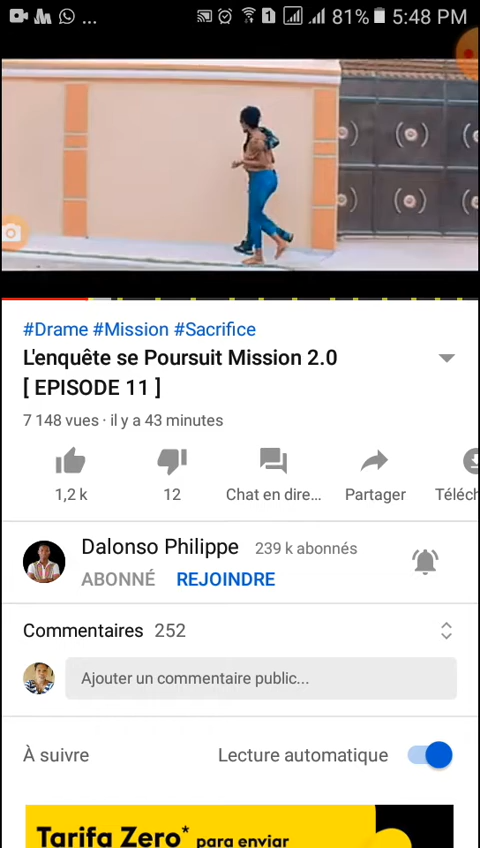 ... 1 81% 5:48 PM
#Drame #Mission #Sacrifice
L'enquête se Poursuit Mission 2.0
[ EPISODE 11 ]
7 148 vues · il y a 43 minutes
1,2 k 12 Chat en dire... Partager Téléch
Dalonso Philippe 239 k abonnés
ABONNÉ REJOINDRE
Commentaires 252
Ajouter un commentaire public...
À suivre Lecture automatique
Tarifa Zero* para enviar